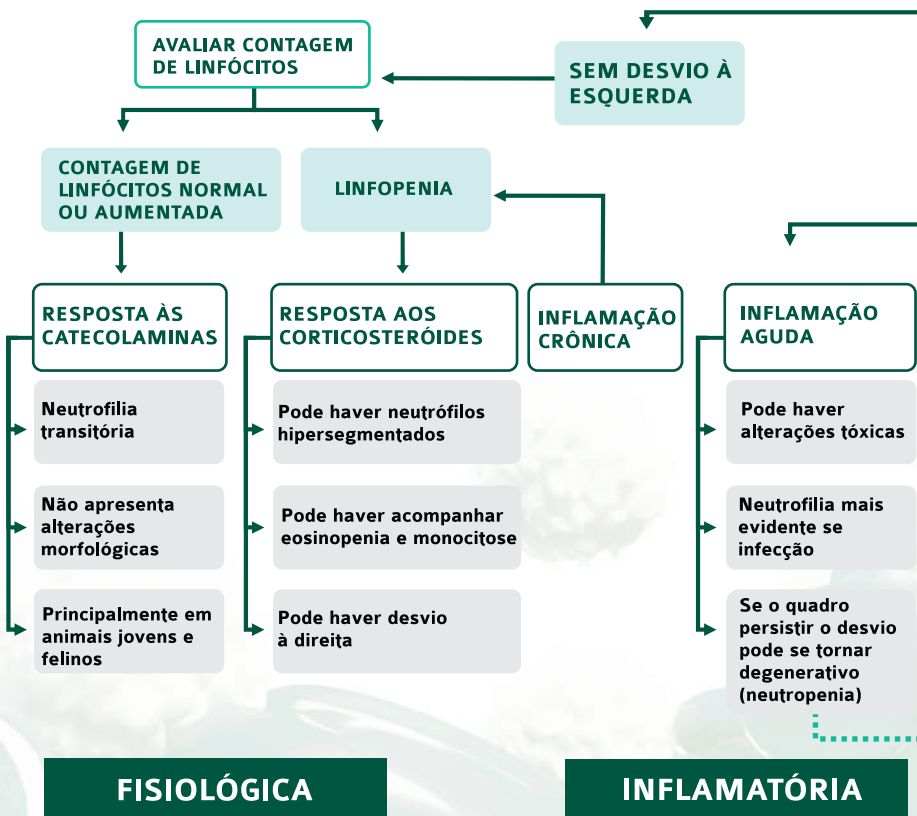 AVALIAR CONTAGEM
DE LINFÓCITOS
SEM DESVIO À
ESQUERDA
CONTAGEM DE
LINFÓCITOS NORMAL
OU AUMENTADA
LINFOPENIA
RESPOSTA ÀS
CATECOLAMINAS
RESPOSTA AOS
CORTICOSTERÓIDES
INFLAMAÇÃO
CRÔNICA
INFLAMAÇÃO
AGUDA
Neutrofilia
transitória
Não apresenta
alterações
morfológicas
Principalmente em
animais jovens e
felinos
Pode haver neutrófilos
hipersegmentados
Pode haver acompanhar
eosinopenia e monocitose
Pode haver desvio
à direita
Pode haver
alterações tóxicas
Neutrofilia mais
evidente se
infecção
Se o quadro
persistir o desvio
pode se tornar
degenerativo
(neutropenia)
FISIOLÓGICA
INFLAMATÓRIA